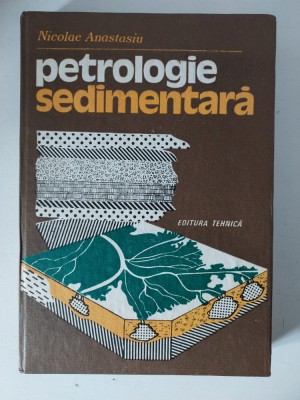 Nicolae Anastasiu
petrologie
sedimentară
EDITURA TEHNICĂ